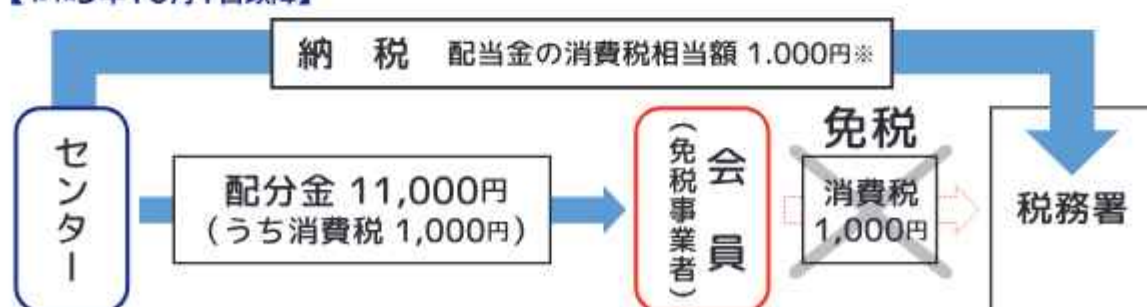 納 税 配当金の消費税相当額 1.000円※
センター
配分金 11,000円
(うち消費税 1,000円)
会員
(免税事業者)
免税
消費税
1,000円
税務署